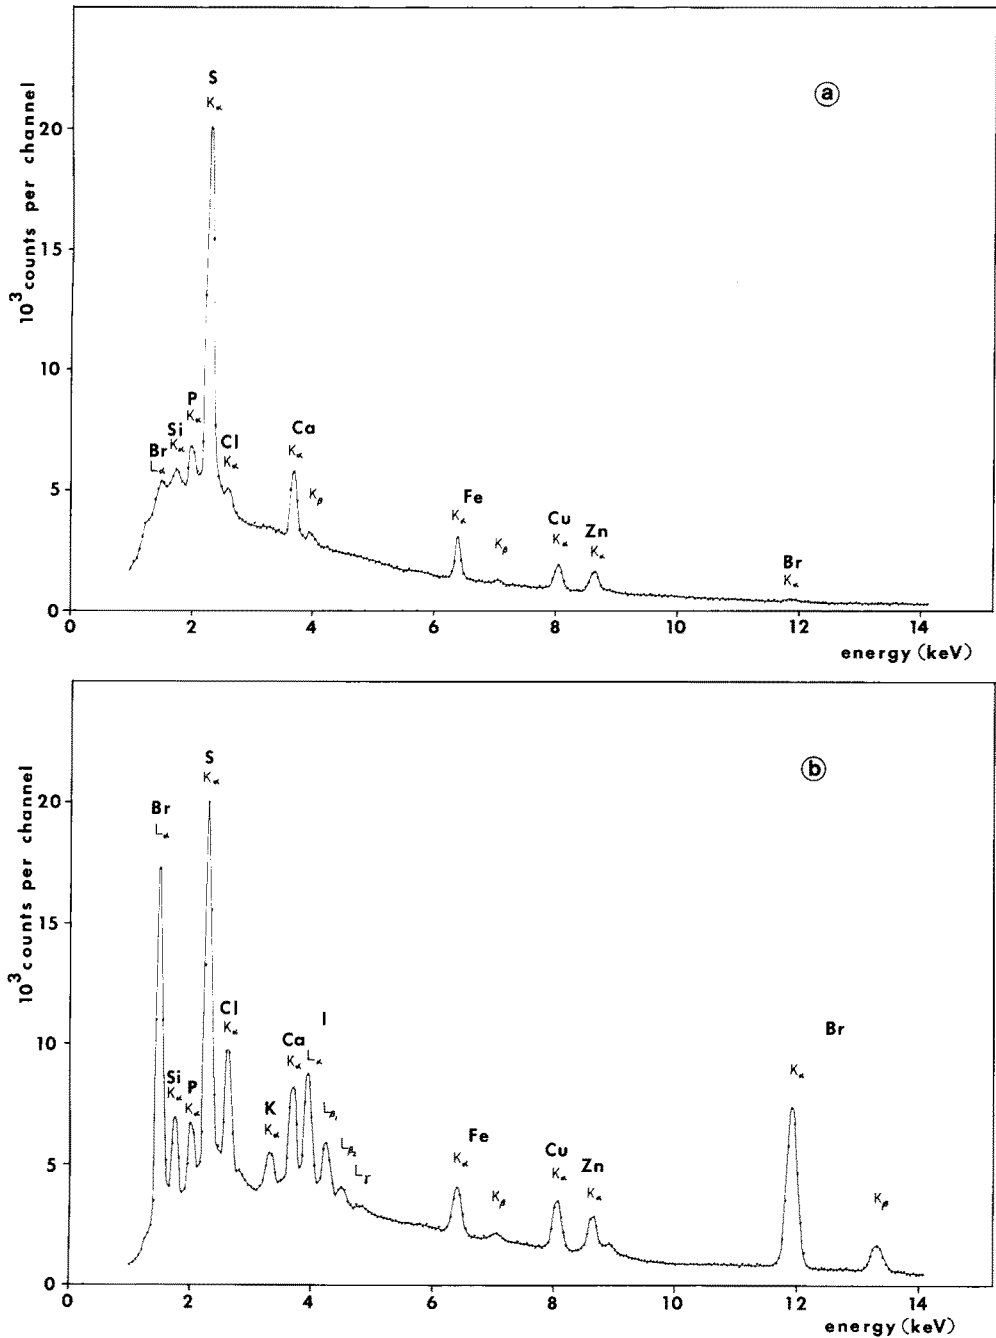 S
Kα
ⓐ
20
15
10
5
0
10³ counts per channel
P
Kα
Si
Kα
Br
Lα
Cl
Kα
Ca
Kα
Kβ
Fe
Kα
Kβ
Cu
Kα
Zn
Kα
Br
Kα
0 2 4 6 8 10 12 14
energy (keV)
S
Kα
ⓑ
20
15
10
5
0
10³ counts per channel
Br
Lα
Si
Kα
P
Kα
Cl
Kα
K
Kα
Ca
Kα
I
Lα
Lβ₁
Lβ₂
Lγ
Fe
Kα
Kβ
Cu
Kα
Zn
Kα
Br
Kα
Kβ
0 2 4 6 8 10 12 14
energy (keV)